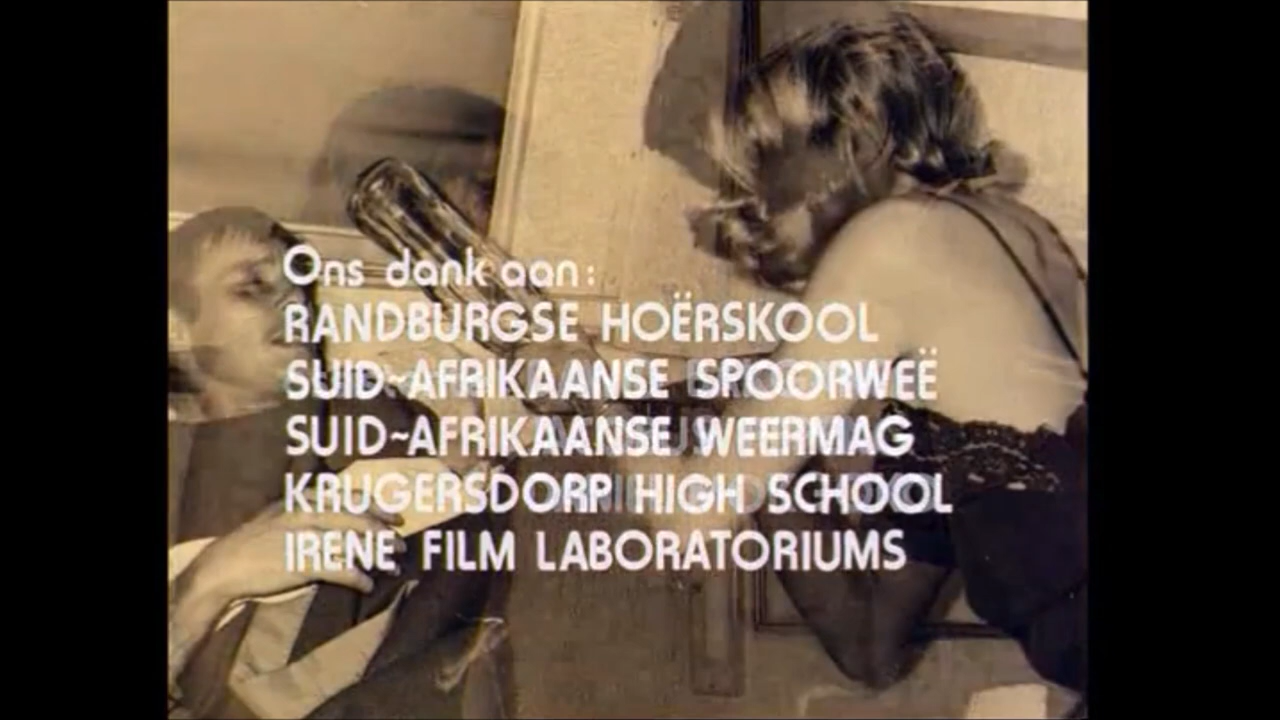 Ons dank aan:
RANDBURGSE HOËRSKOOL
SUID~AFRIKAANSE SPOORWEË
SUID~AFRIKAANSE WEERMAG
KRUGERSDORP HIGH SCHOOL
IRENE FILM LABORATORIUMS